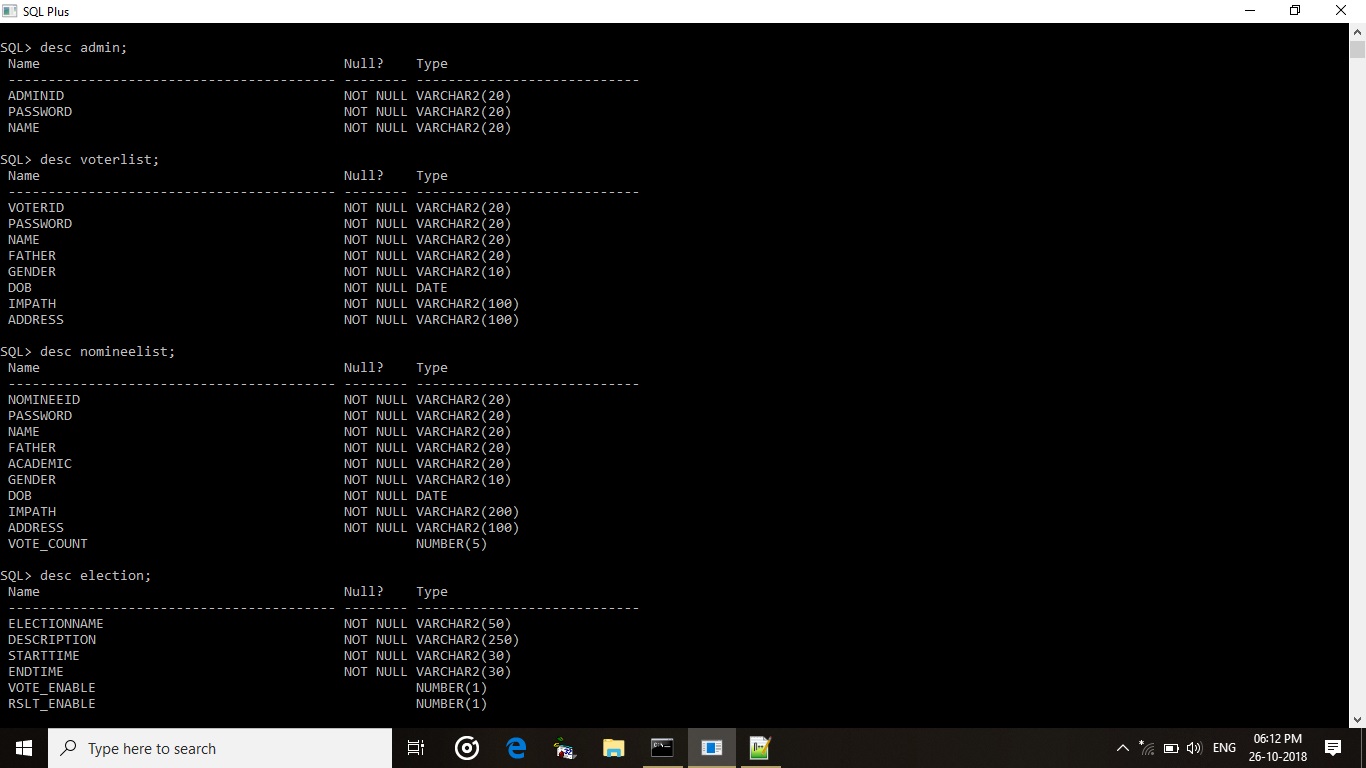 SQL Plus
SQL> desc admin;
Name Null? Type
----------------------------------------- -------- ----------------------------
ADMINID NOT NULL VARCHAR2(20)
PASSWORD NOT NULL VARCHAR2(20)
NAME NOT NULL VARCHAR2(20)
SQL> desc voterlist;
Name Null? Type
----------------------------------------- -------- ----------------------------
VOTERID NOT NULL VARCHAR2(20)
PASSWORD NOT NULL VARCHAR2(20)
NAME NOT NULL VARCHAR2(20)
FATHER NOT NULL VARCHAR2(20)
GENDER NOT NULL VARCHAR2(10)
DOB NOT NULL DATE
IMPATH NOT NULL VARCHAR2(100)
ADDRESS NOT NULL VARCHAR2(100)
SQL> desc nomineelist;
Name Null? Type
----------------------------------------- -------- ----------------------------
NOMINEEID NOT NULL VARCHAR2(20)
PASSWORD NOT NULL VARCHAR2(20)
NAME NOT NULL VARCHAR2(20)
FATHER NOT NULL VARCHAR2(20)
ACADEMIC NOT NULL VARCHAR2(20)
GENDER NOT NULL VARCHAR2(10)
DOB NOT NULL DATE
IMPATH NOT NULL VARCHAR2(200)
ADDRESS NOT NULL VARCHAR2(100)
VOTE_COUNT NUMBER(5)
SQL> desc election;
Name Null? Type
----------------------------------------- -------- ----------------------------
ELECTIONNAME NOT NULL VARCHAR2(50)
DESCRIPTION NOT NULL VARCHAR2(250)
STARTTIME NOT NULL VARCHAR2(30)
ENDTIME NOT NULL VARCHAR2(30)
VOTE_ENABLE NUMBER(1)
RSLT_ENABLE NUMBER(1)
Type here to search
ENG
06:12 PM
26-10-2018